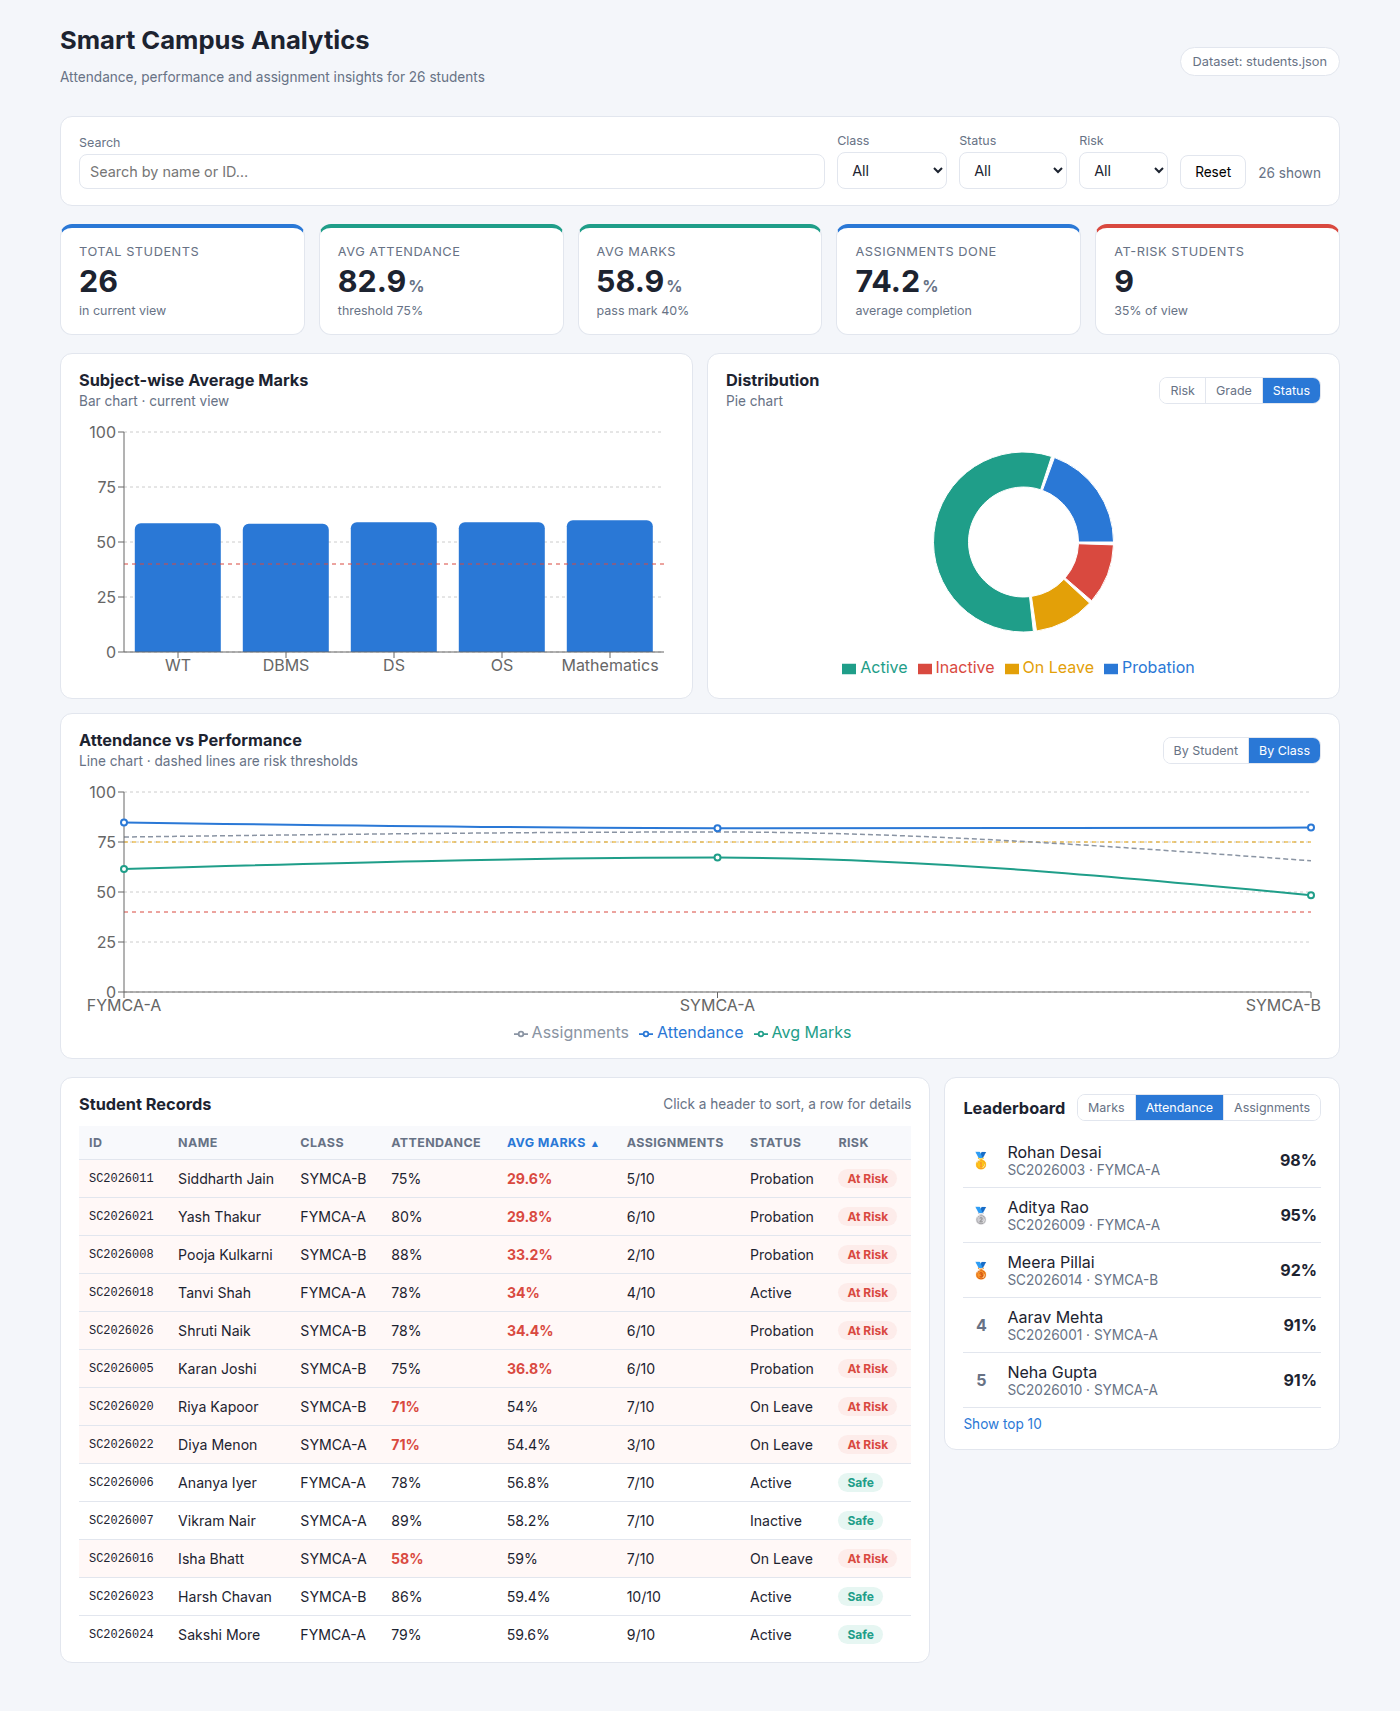 Smart Campus Analytics
Attendance, performance and assignment insights for 26 students
Dataset: students.json
Search
Class
Status
Risk
Search by name or ID...
All
All
All
Reset
26 shown
TOTAL STUDENTS
26
in current view
AVG ATTENDANCE
82.9%
threshold 75%
AVG MARKS
58.9%
pass mark 40%
ASSIGNMENTS DONE
74.2%
average completion
AT-RISK STUDENTS
9
35% of view
Subject-wise Average Marks
Bar chart · current view
100
75
50
25
0
WT DBMS DS OS Mathematics
Distribution
Pie chart
Risk Grade Status
Active Inactive On Leave Probation
Attendance vs Performance
Line chart · dashed lines are risk thresholds
By Student By Class
100
75
50
25
0
FYMCA-A SYMCA-A SYMCA-B
Assignments Attendance Avg Marks
Student Records
Click a header to sort, a row for details
ID NAME CLASS ATTENDANCE AVG MARKS ▲ ASSIGNMENTS STATUS RISK
SC2026011 Siddharth Jain SYMCA-B 75% 29.6% 5/10 Probation At Risk
SC2026021 Yash Thakur FYMCA-A 80% 29.8% 6/10 Probation At Risk
SC2026008 Pooja Kulkarni SYMCA-B 88% 33.2% 2/10 Probation At Risk
SC2026018 Tanvi Shah FYMCA-A 78% 34% 4/10 Active At Risk
SC2026026 Shruti Naik SYMCA-B 78% 34.4% 6/10 Probation At Risk
SC2026005 Karan Joshi SYMCA-B 75% 36.8% 6/10 Probation At Risk
SC2026020 Riya Kapoor SYMCA-B 71% 54% 7/10 On Leave At Risk
SC2026022 Diya Menon SYMCA-A 71% 54.4% 3/10 On Leave At Risk
SC2026006 Ananya Iyer FYMCA-A 78% 56.8% 7/10 Active Safe
SC2026007 Vikram Nair SYMCA-A 89% 58.2% 7/10 Inactive Safe
SC2026016 Isha Bhatt SYMCA-A 58% 59% 7/10 On Leave At Risk
SC2026023 Harsh Chavan SYMCA-B 86% 59.4% 10/10 Active Safe
SC2026024 Sakshi More FYMCA-A 79% 59.6% 9/10 Active Safe
Leaderboard
Marks Attendance Assignments
Rohan Desai
SC2026003 · FYMCA-A
98%
Aditya Rao
SC2026009 · FYMCA-A
95%
Meera Pillai
SC2026014 · SYMCA-B
92%
4
Aarav Mehta
SC2026001 · SYMCA-A
91%
5
Neha Gupta
SC2026010 · SYMCA-A
91%
Show top 10